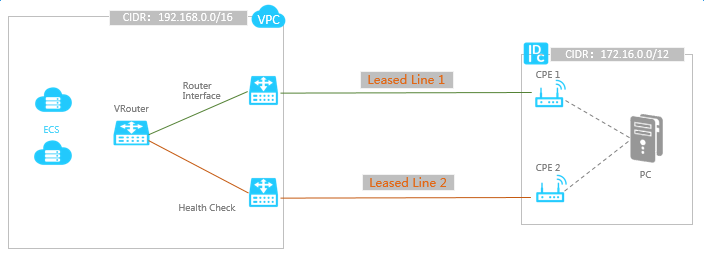 CIDR: 192.168.0.0/16
VPC
IDC
CIDR: 172.16.0.0/12
Router
Interface
Leased Line 1
CPE 1
VRouter
ECS
PC
Leased Line 2
CPE 2
Health Check